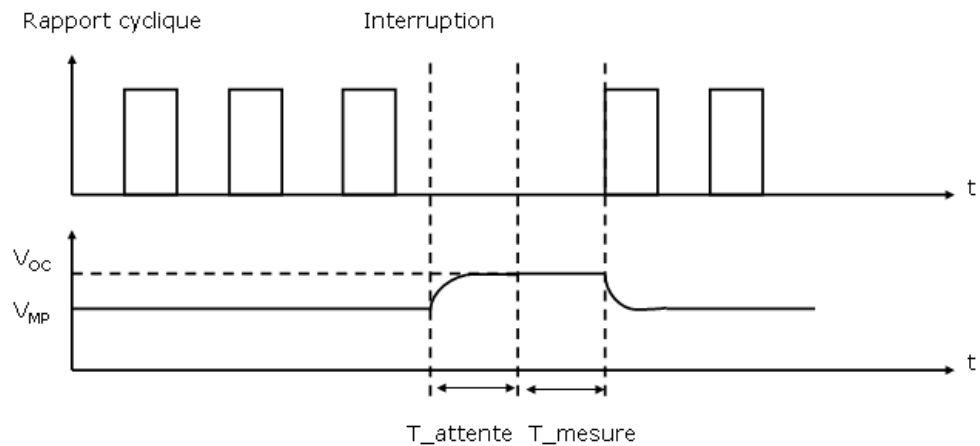 Rapport cyclique
Interruption
t
V_OC
V_MP
t
T_attente
T_mesure